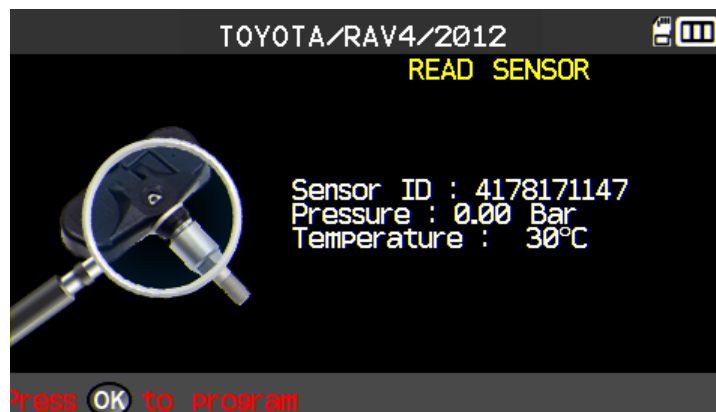 TOYOTA/RAV4/2012
READ SENSOR
Sensor ID : 4178171147
Pressure : 0.00 Bar
Temperature : 30°C
Press OK to program